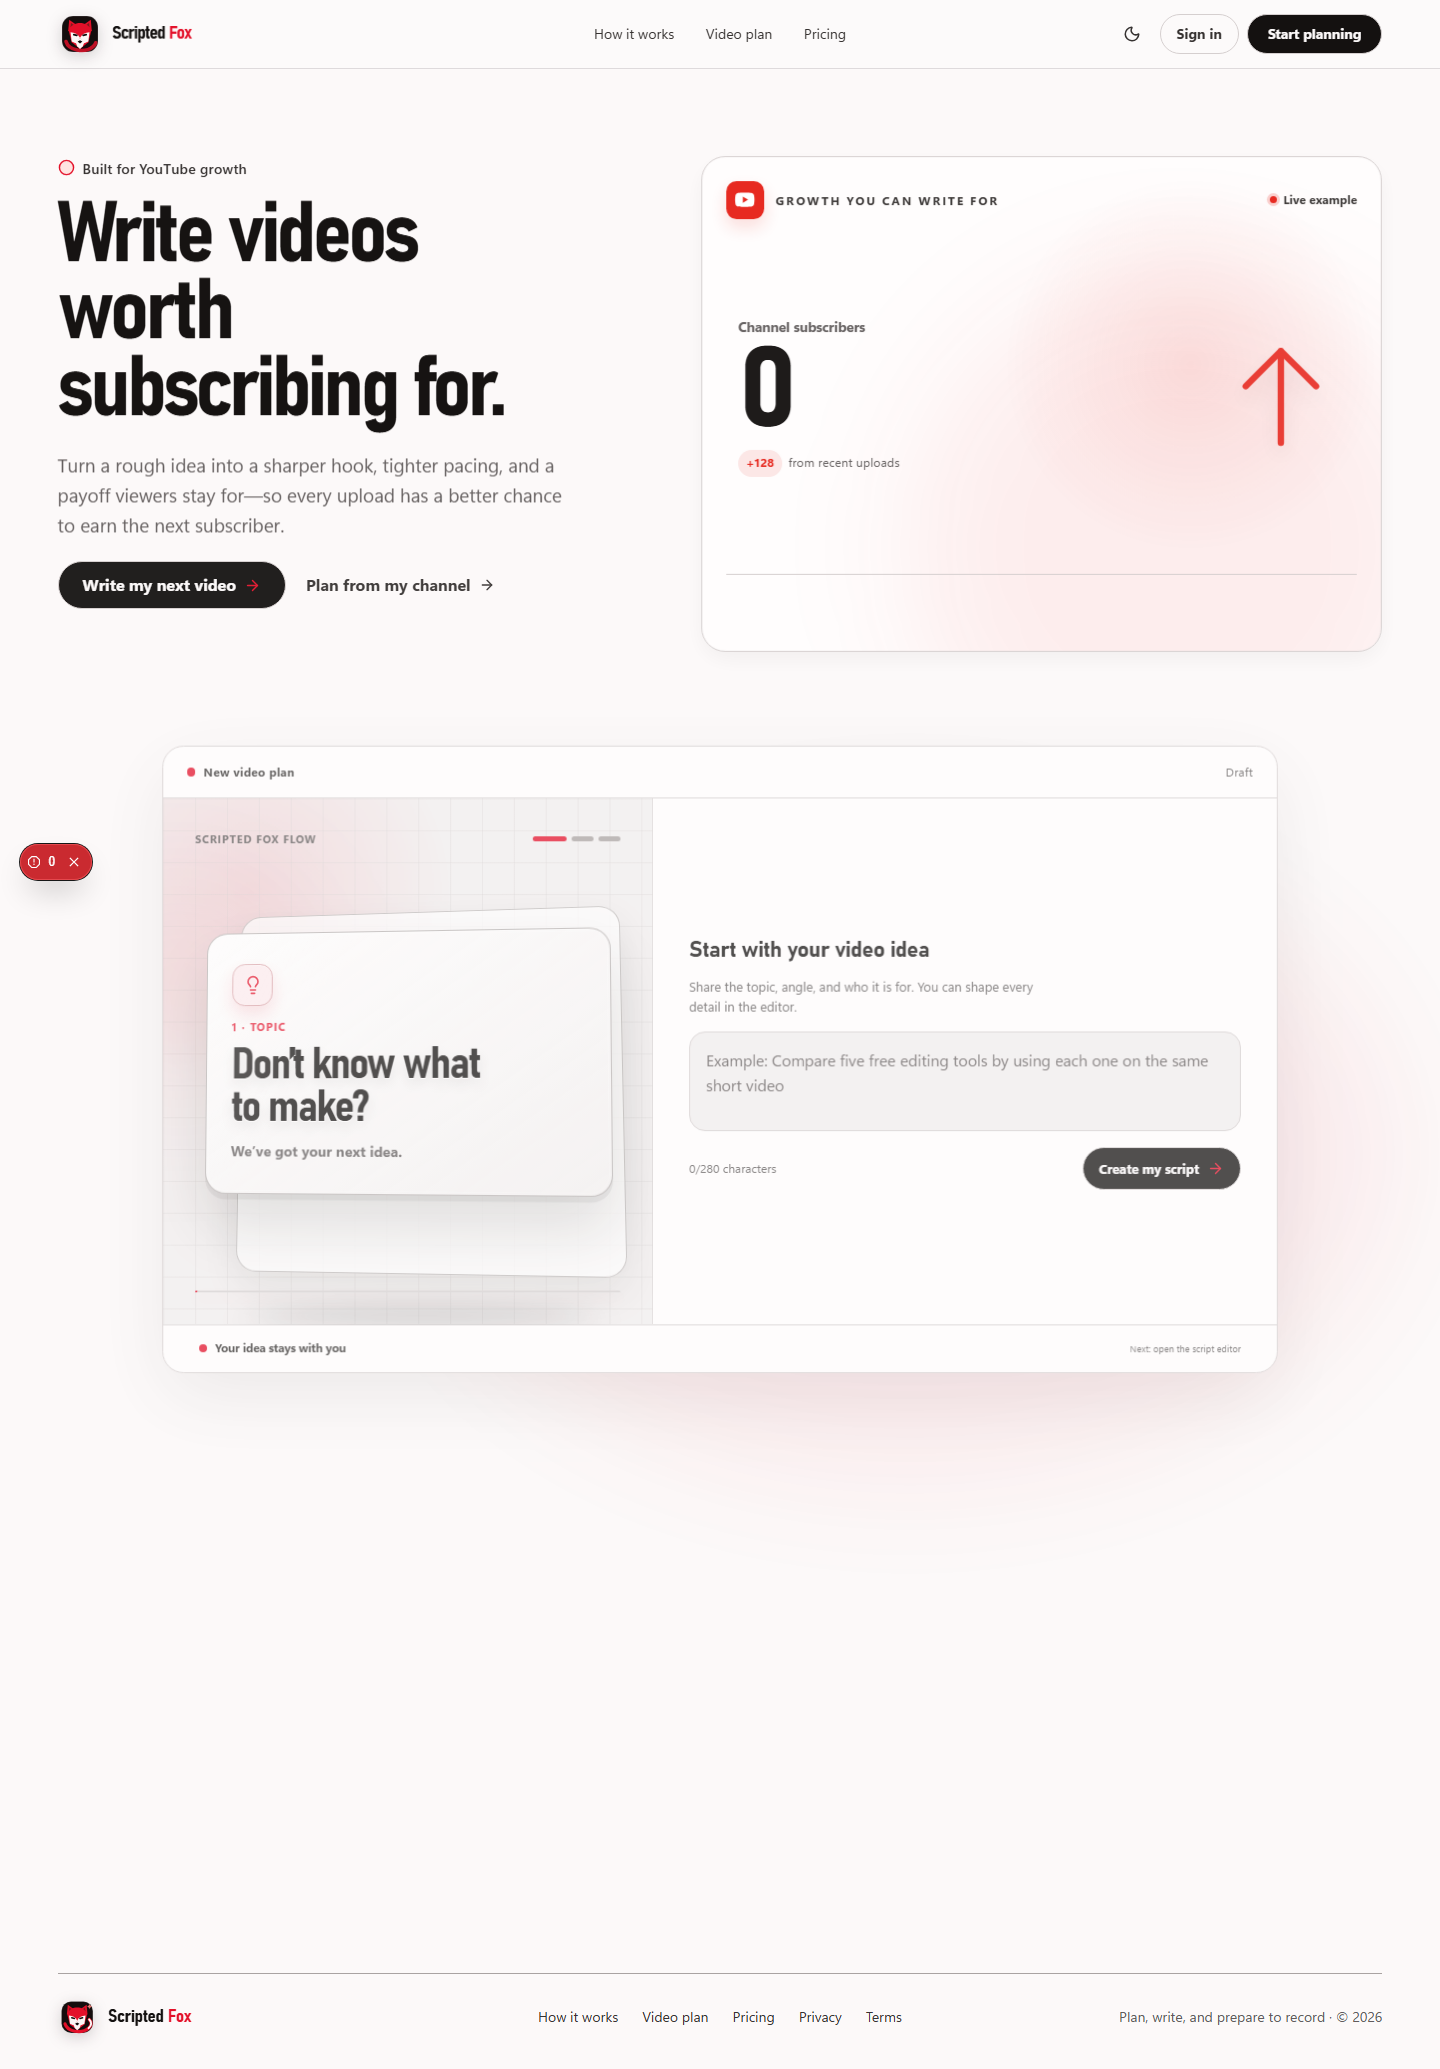 Scripted Fox
How it works
Video plan
Pricing
Sign in
Start planning
Built for YouTube growth
Write videos
worth
subscribing for.
Turn a rough idea into a sharper hook, tighter pacing, and a
payoff viewers stay for—so every upload has a better chance
to earn the next subscriber.
Write my next video
Plan from my channel
GROWTH YOU CAN WRITE FOR
Live example
Channel subscribers
0
+128 from recent uploads
New video plan
Draft
SCRIPTED FOX FLOW
1 · TOPIC
Don't know what
to make?
We've got your next idea.
Start with your video idea
Share the topic, angle, and who it is for. You can shape every
detail in the editor.
Example: Compare five free editing tools by using each one on the same
short video
0/280 characters
Create my script
Your idea stays with you
Next: open the script editor
0
Scripted Fox
How it works
Video plan
Pricing
Privacy
Terms
Plan, write, and prepare to record · © 2026